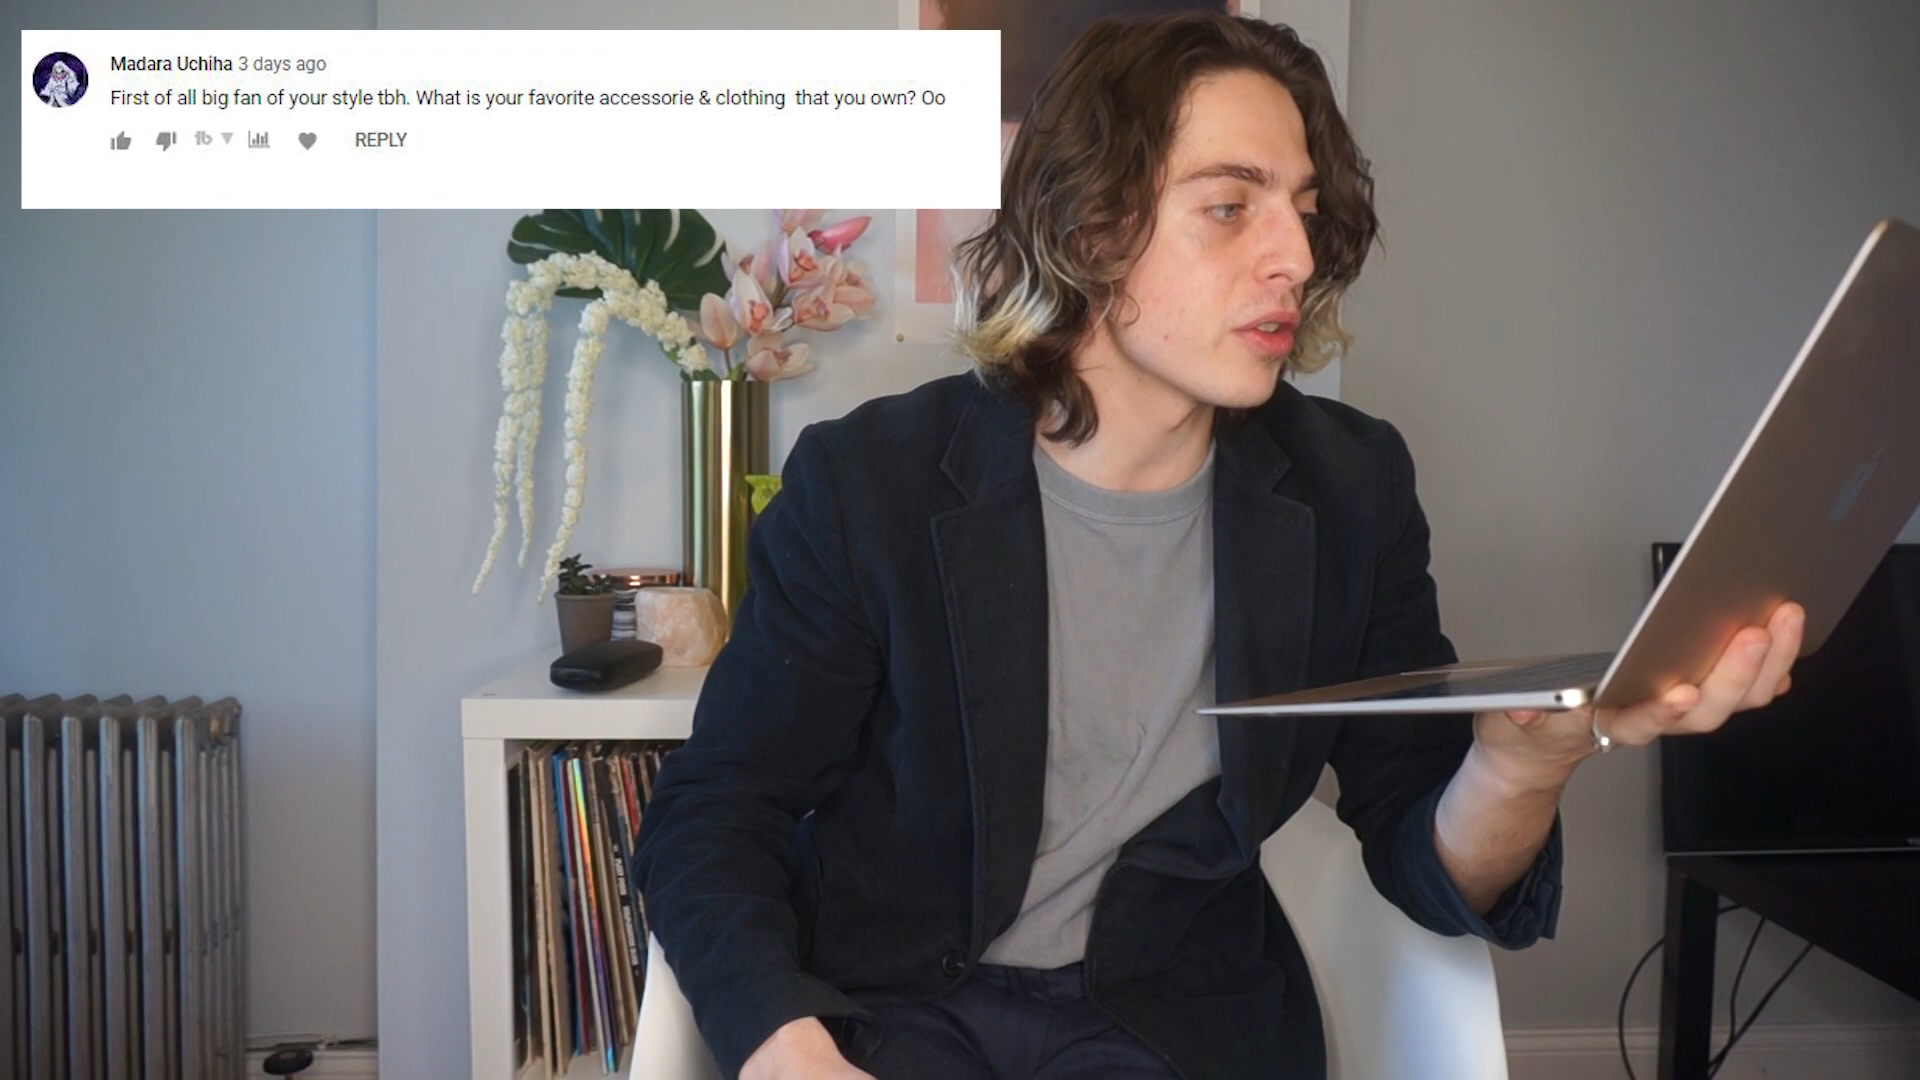 Madara Uchiha 3 days ago
First of all big fan of your style tbh. What is your favorite accessorie & clothing  that you own? Oo
REPLY